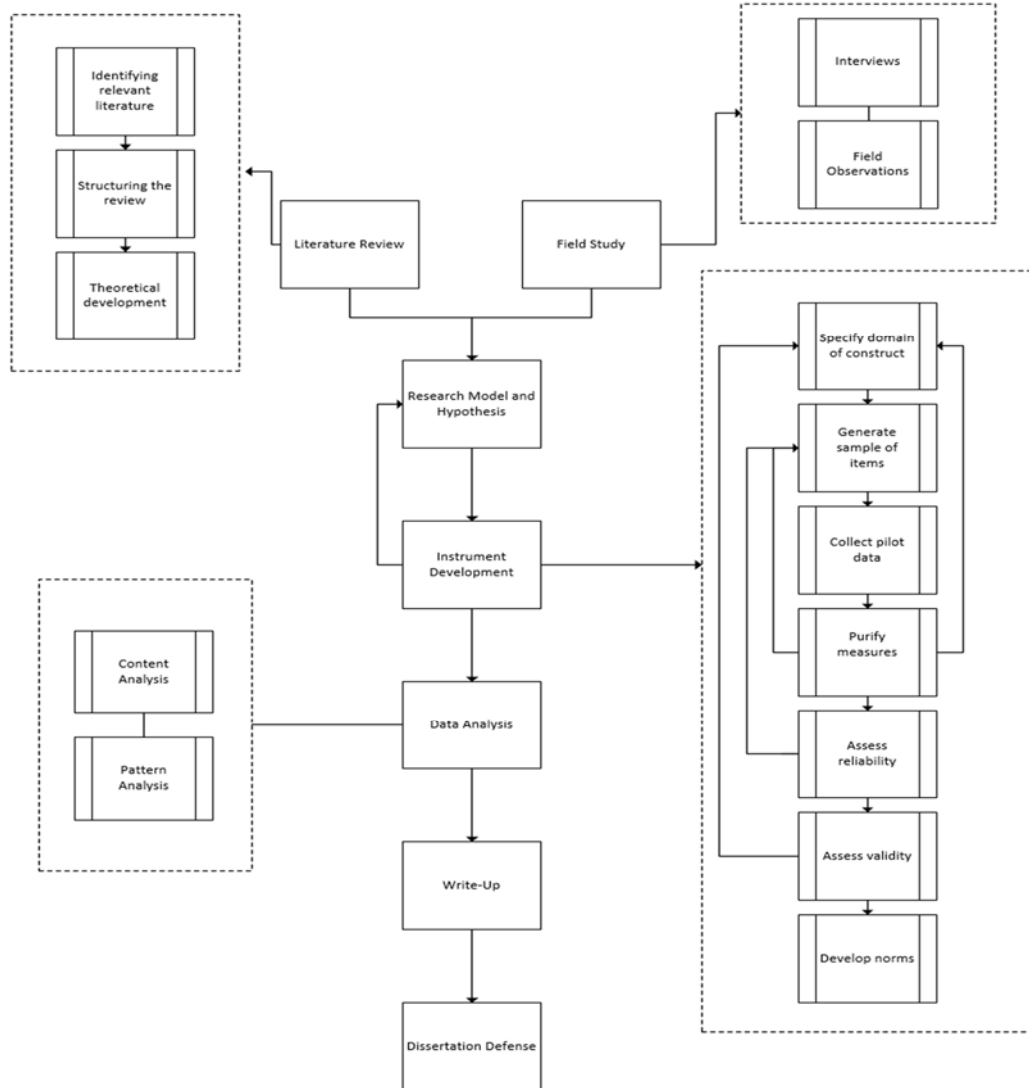 Identifying
relevant
literature
Structuring the
review
Theoretical
development
Interviews
Field
Observations
Literature Review
Field Study
Research Model and
Hypothesis
Instrument
Development
Data Analysis
Write-Up
Dissertation Defense
Content
Analysis
Pattern
Analysis
Specify domain
of construct
Generate
sample of
items
Collect pilot
data
Purify
measures
Assess
reliability
Assess validity
Develop norms